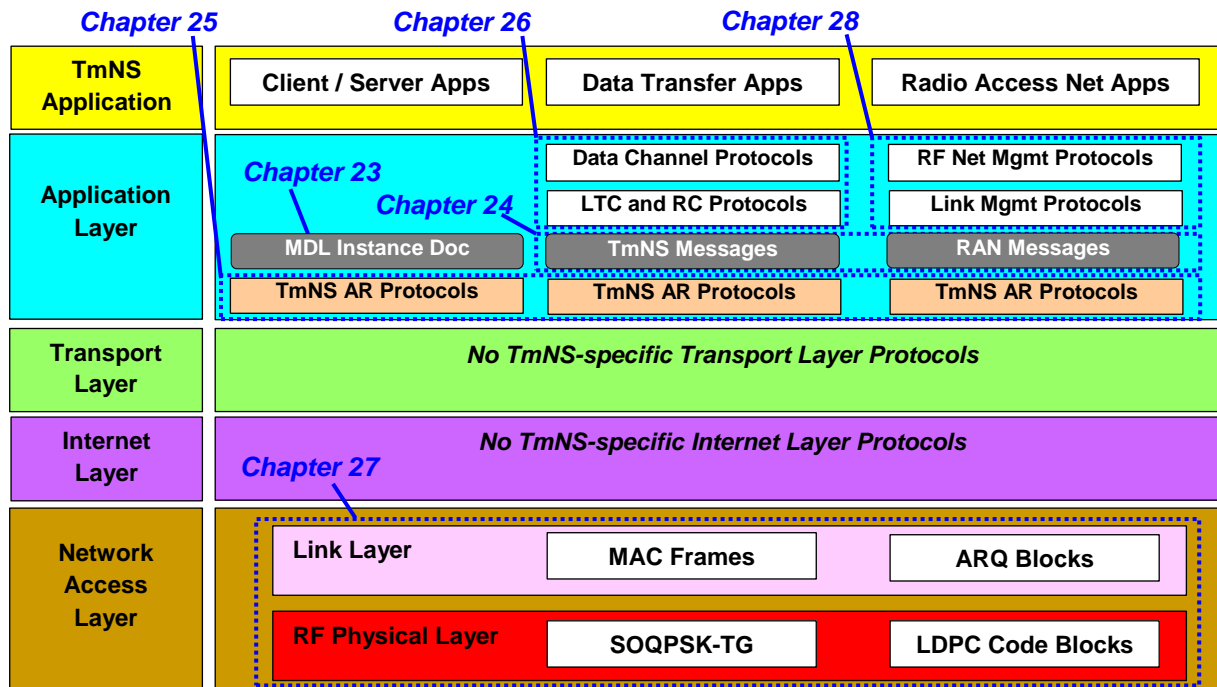 Chapter 25
Chapter 26
Chapter 28
TmNS
Application
Client / Server Apps
Data Transfer Apps
Radio Access Net Apps
Application
Layer
Data Channel Protocols
RF Net Mgmt Protocols
Chapter 23
Chapter 24
LTC and RC Protocols
Link Mgmt Protocols
MDL Instance Doc
TmNS Messages
RAN Messages
TmNS AR Protocols
TmNS AR Protocols
TmNS AR Protocols
Transport
Layer
No TmNS-specific Transport Layer Protocols
Internet
Layer
No TmNS-specific Internet Layer Protocols
Chapter 27
Network
Access
Layer
Link Layer
MAC Frames
ARQ Blocks
RF Physical Layer
SOQPSK-TG
LDPC Code Blocks